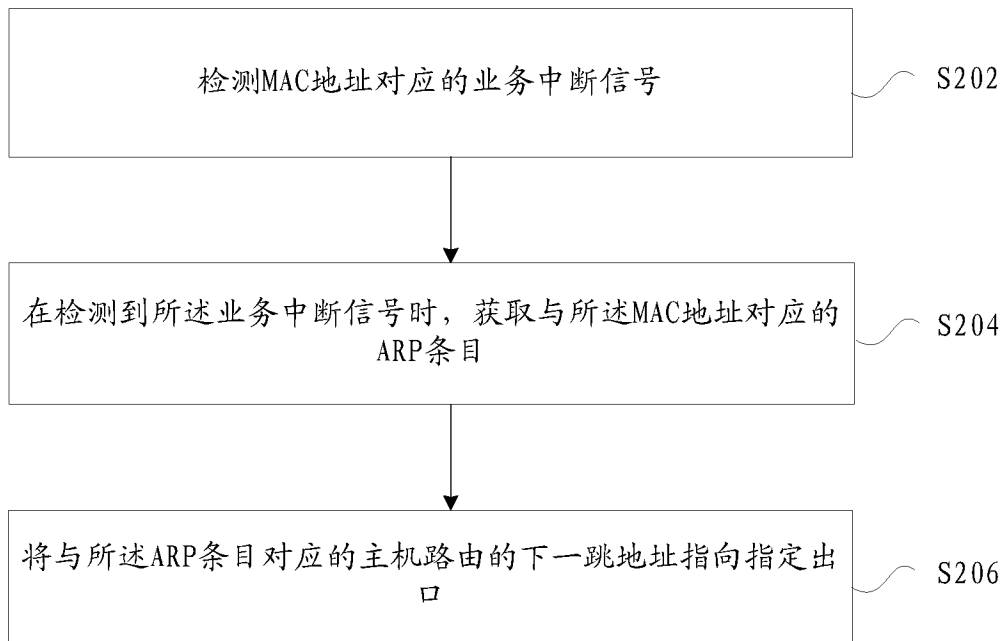 检测MAC地址对应的业务中断信号
S202
在检测到所述业务中断信号时，获取与所述MAC地址对应的
ARP条目
S204
将与所述ARP条目对应的主机路由的下一跳地址指向指定出
口
S206